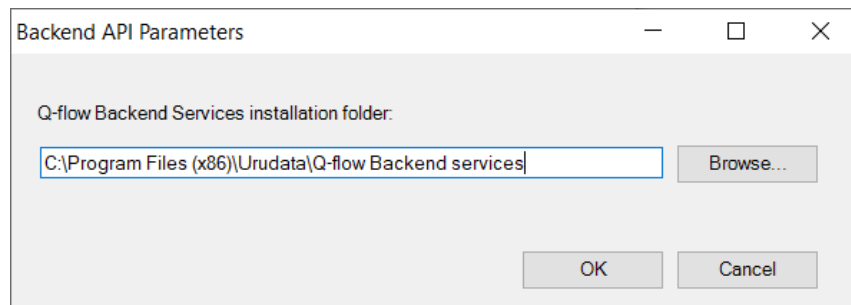 Backend API Parameters
Q-flow Backend Services installation folder:
C:\Program Files (x86)\Urudata\Q-flow Backend services
Browse...
OK
Cancel